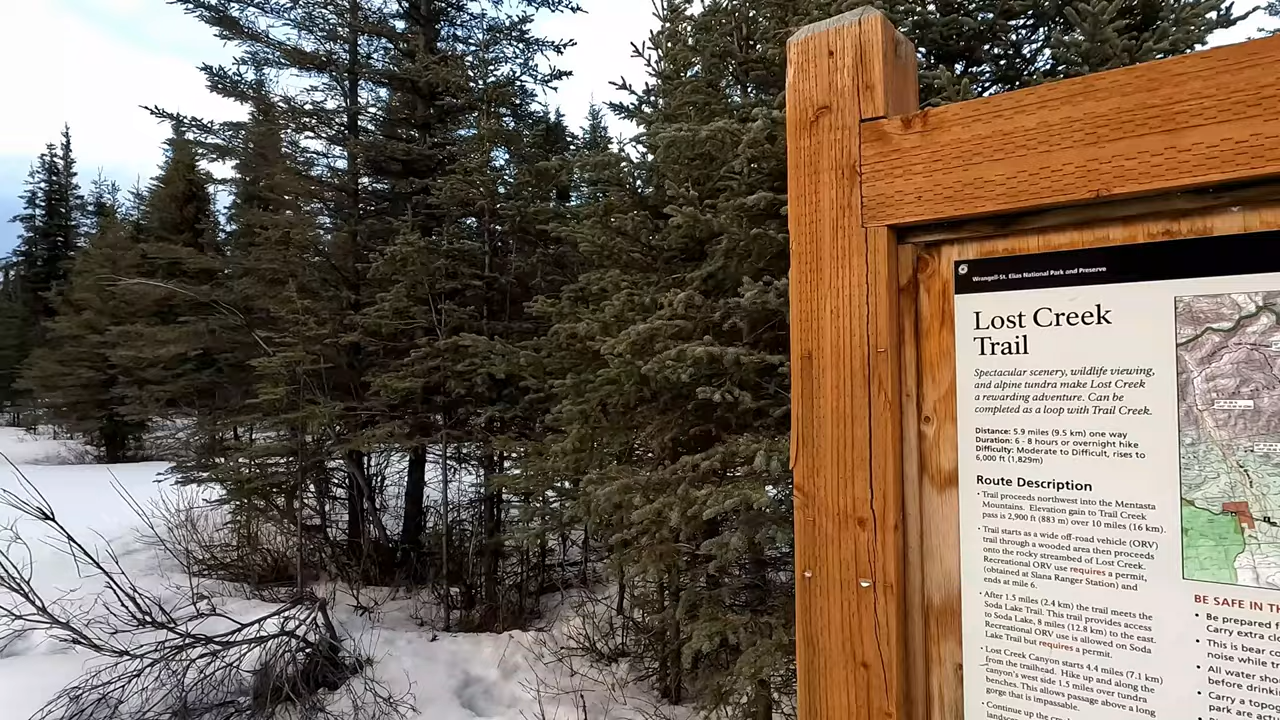 Wrangell-St. Elias National Park and Preserve
Lost Creek
Trail
Spectacular scenery, wildlife viewing,
and alpine tundra make Lost Creek
a rewarding adventure. Can be
completed as a loop with Trail Creek.
Distance: 5.9 miles (9.5 km) one way
Duration: 6 - 8 hours or overnight hike
Difficulty: Moderate to Difficult, rises to
6,000 ft (1,829m)
Route Description
• Trail proceeds northwest into the Mentasta
Mountains. Elevation gain to Trail Creek
pass is 2,900 ft (883 m) over 10 miles (16 km).
• Trail starts as a wide off-road vehicle (ORV)
trail through a wooded area then proceeds
onto the rocky streambed of Lost Creek.
Recreational ORV use requires a permit,
(obtained at Slana Ranger Station) and
ends at mile 6.
• After 1.5 miles (2.4 km) the trail meets the
Soda Lake Trail. This trail provides access
to Soda Lake, 8 miles (12.8 km) to the east.
Recreational ORV use is allowed on Soda
Lake Trail but requires a permit.
• Lost Creek Canyon starts 4.4 miles (7.1 km)
from the trailhead. Hike up and along the
canyon's west side 1.5 miles over tundra
benches. This allows passage above a long
gorge that is impassable.
• Continue up the
BE SAFE IN
• Be prepared
Carry extra
• This is bear
noise while
• All water
before
• Carry a
park are